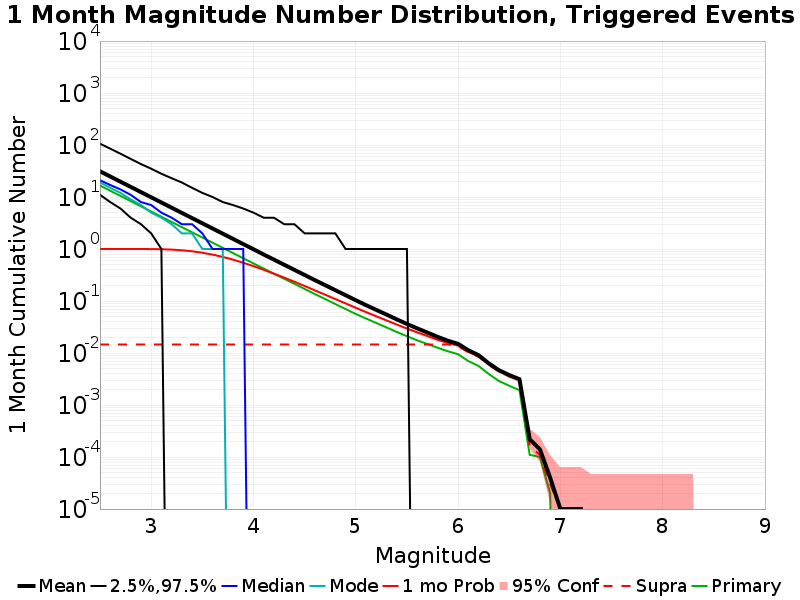 1 Month Magnitude Number Distribution, Triggered Events
1 Month Cumulative Number
10^4
10^3
10^2
10^1
10^0
10^-1
10^-2
10^-3
10^-4
10^-5
3 4 5 6 7 8 9
Magnitude
Mean 2.5%,97.5% Median Mode 1 mo Prob 95% Conf Supra Primary